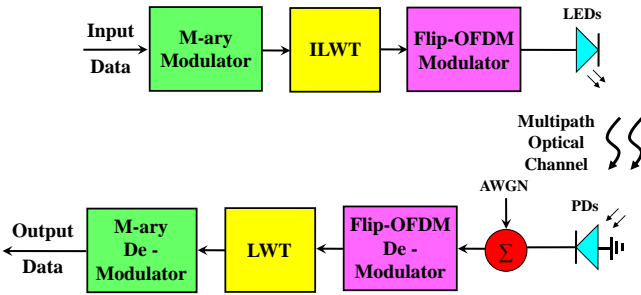 Input
Data
M-ary
Modulator
ILWT
Flip-OFDM
Modulator
LEDs
Multipath
Optical
Channel
AWGN
PDs
Output
Data
M-ary
De -
Modulator
LWT
Flip-OFDM
De -
Modulator
Σ